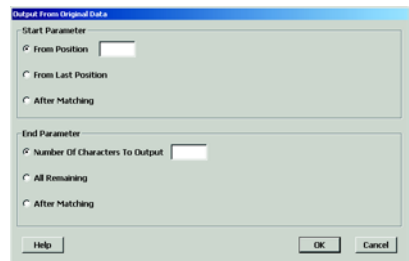 Output From Original Data
Start Parameter
From Position
From Last Position
After Matching
End Parameter
Number Of Characters To Output
All Remaining
After Matching
Help OK Cancel